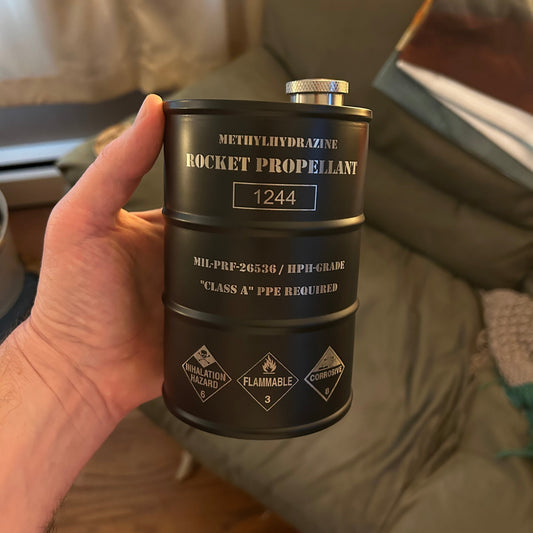 METHYLHYDRAZINE
ROCKET PROPELLANT
1244
MIL-PRF-26536 / HPH-GRADE
"CLASS A" PPE REQUIRED
INHALATION
HAZARD
6
FLAMMABLE
3
CORROSIVE
8